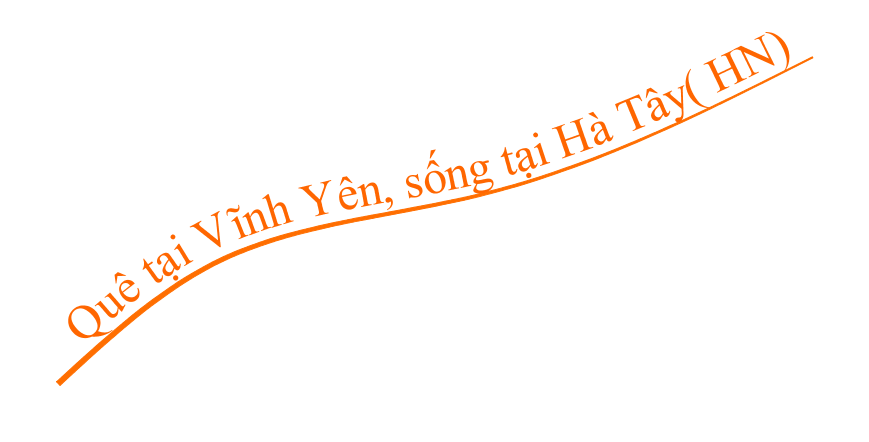 Quê tại Vĩnh Yên, sống tại Hà Tây( HN)